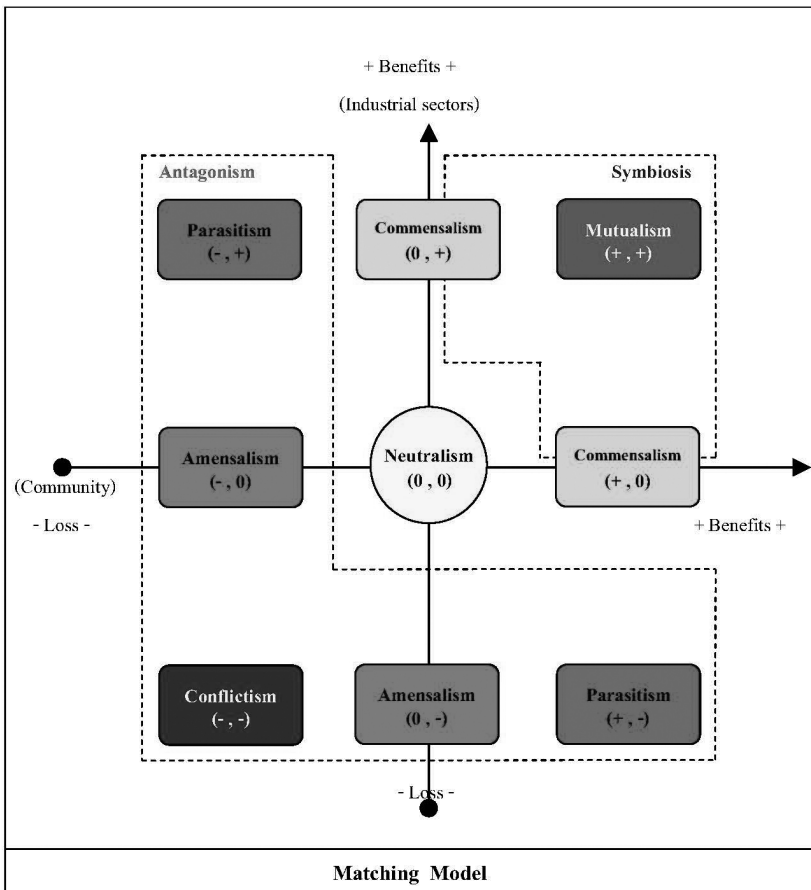 + Benefits +
(Industrial sectors)
Antagonism
Symbiosis
Parasitism
(- , +)
Commensalism
(0 , +)
Mutualism
(+ , +)
Amensalism
(- , 0)
Neutralism
(0 , 0)
Commensalism
(+ , 0)
(Community)
- Loss -
+ Benefits +
Conflictism
(- , -)
Amensalism
(0 , -)
Parasitism
(+ , -)
- Loss -
Matching Model